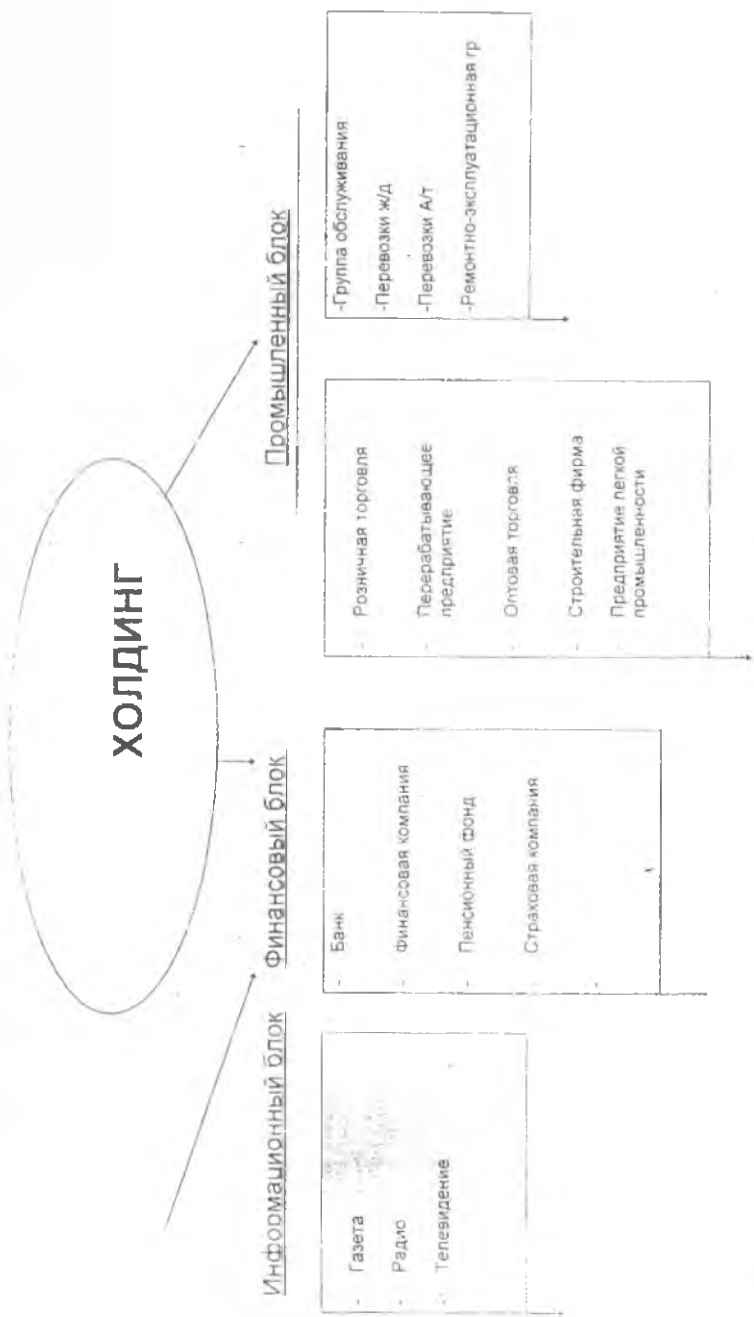 ХОЛДИНГ
Информационный блок
Финансовый блок
Промышленный блок
- Газета
- Радио
- Телевидение
- Банк
- Финансовая компания
- Пенсионный фонд
- Страховая компания
-
- Розничная торговля
- Перерабатывающее
предприятие
- Оптовая торговля
- Строительная фирма
- Предприятие легкой
промышленности
-Группа обслуживания
-Перевозки ж/д
-Перевозки А/т
-Ремонтно-эксплуатационная гр